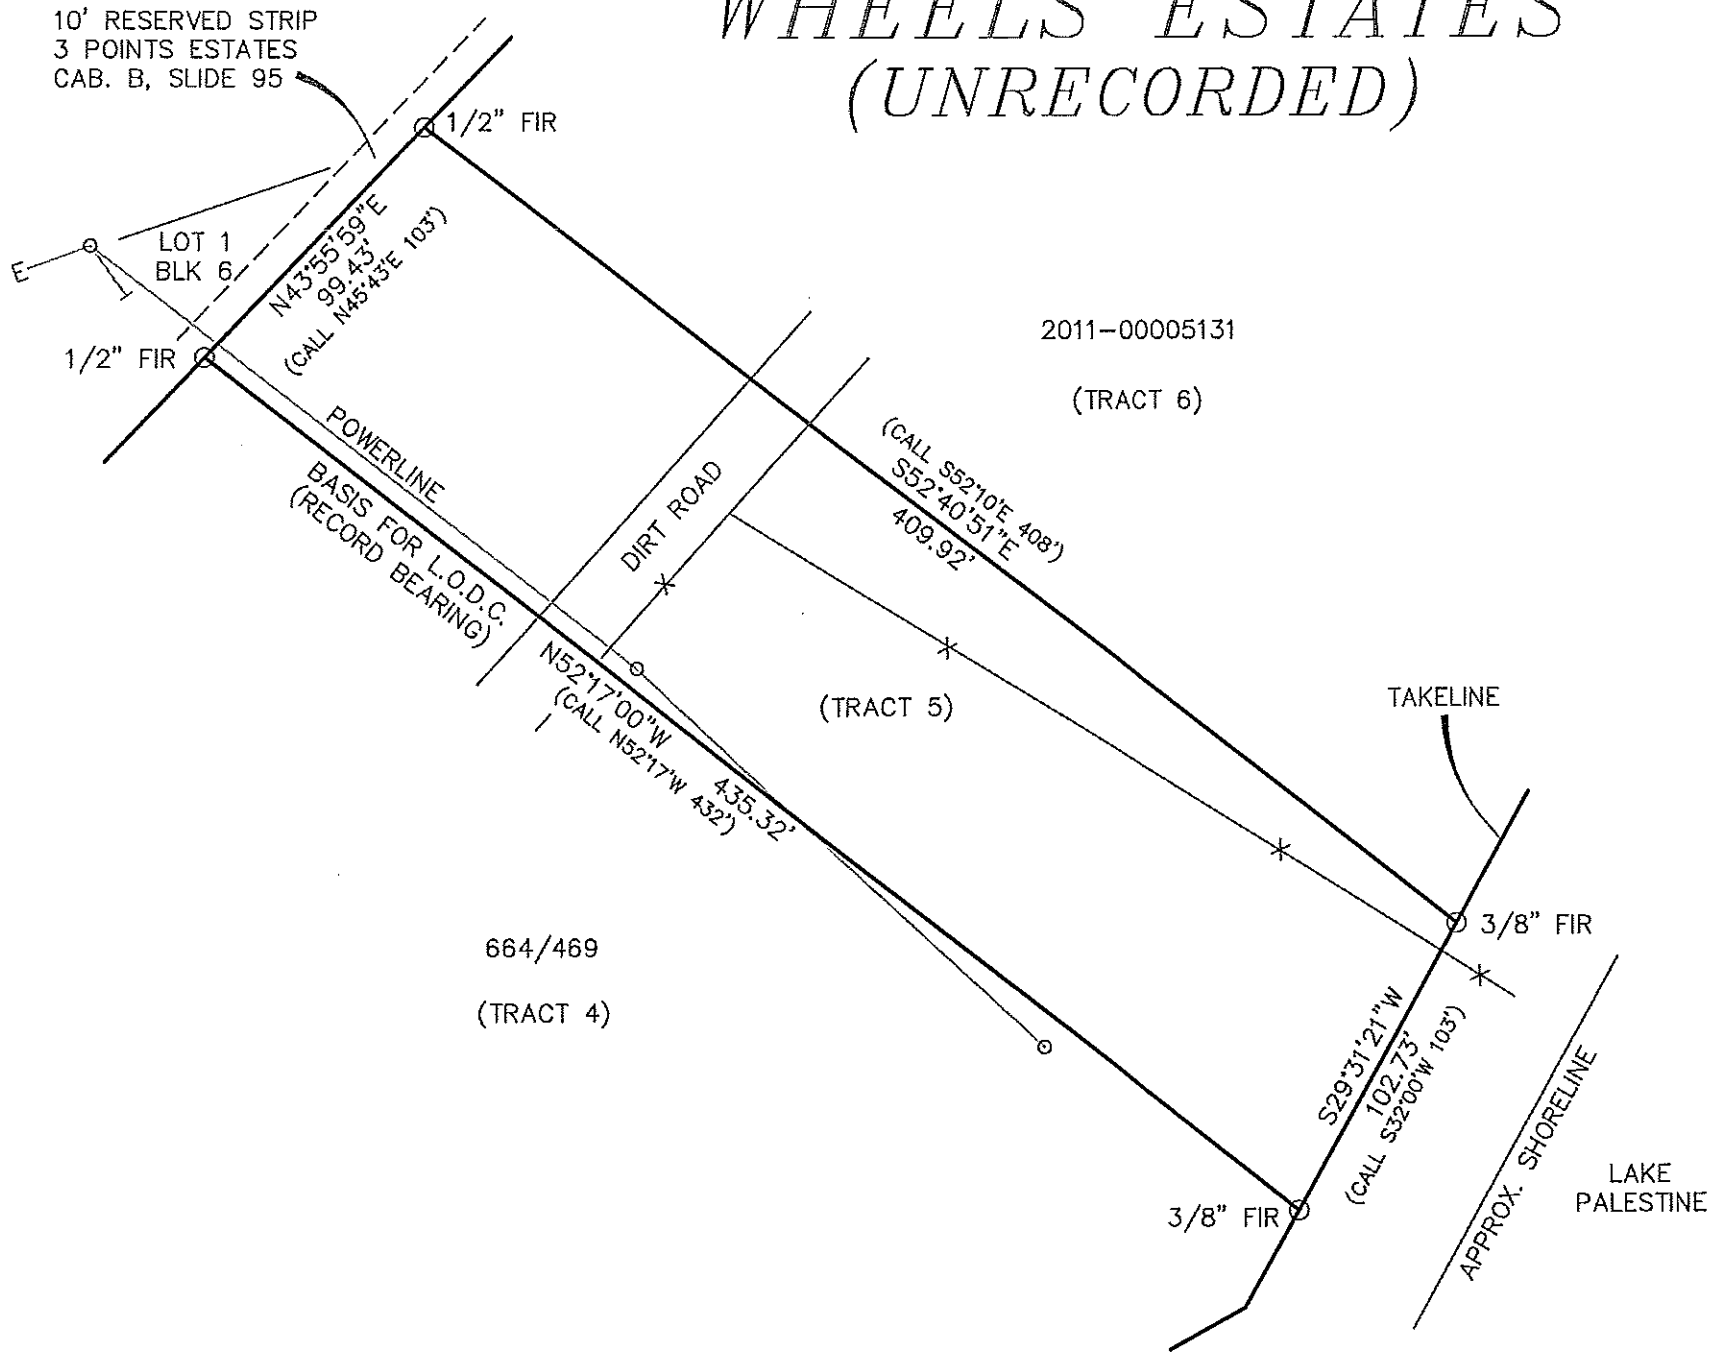 WHEELS ESTATES
(UNRECORDED)
10' RESERVED STRIP
3 POINTS ESTATES
CAB. B, SLIDE 95
1/2" FIR
LOT 1
BLK 6
E
N43°55'59"E
99.43'
(CALL N45°43'E 103')
1/2" FIR
2011-00005131
(TRACT 6)
POWERLINE
BASIS FOR L.O.D.C.
(RECORD BEARING)
DIRT ROAD
(CALL S52°10'E 408')
S52°40'51"E
409.92'
N52°17'00"W 435.32'
(CALL N52°17'W 432')
(TRACT 5)
TAKELINE
664/469
(TRACT 4)
3/8" FIR
S29°31'21"W
102.73'
(CALL S32°00'W 103')
3/8" FIR
APPROX. SHORELINE
LAKE
PALESTINE